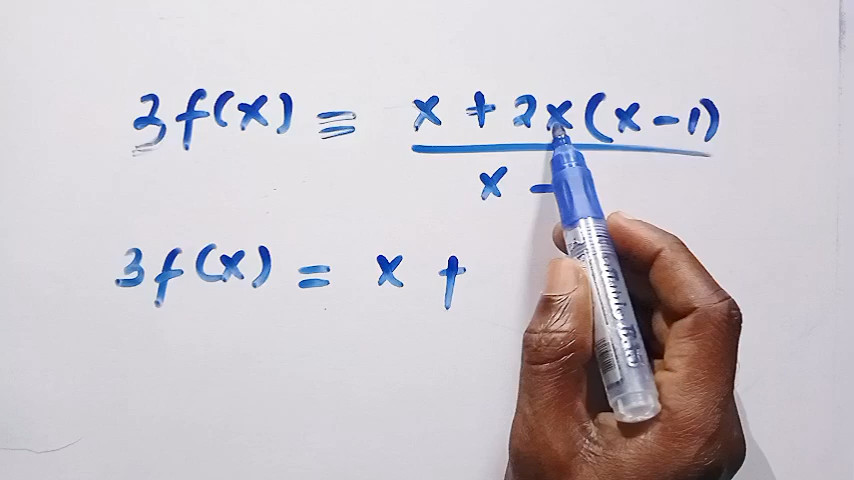 3f(x) = x + 2x(x-1)
x -
3f(x) = x +